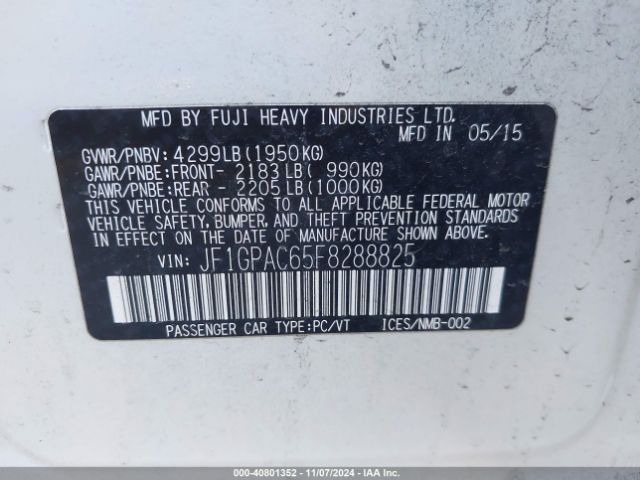 MFD BY FUJI HEAVY INDUSTRIES LTD.
MFD IN 05/15
GVWR/PNBV: 4299LB(1950KG)
GAWR/PNBE:FRONT- 2183LB( 990KG)
GAWR/PNBE:REAR - 2205LB(1000KG)
THIS VEHICLE CONFORMS TO ALL APPLICABLE FEDERAL MOTOR
VEHICLE SAFETY, BUMPER, AND THEFT PREVENTION STANDARDS
IN EFFECT ON THE DATE OF MANUFACTURE SHOWN ABOVE.
VIN: JF1GPAC65F8288825
PASSENGER CAR TYPE:PC/VT ICES/NMB-002
000-40801352 - 11/07/2024 - IAAI.COM